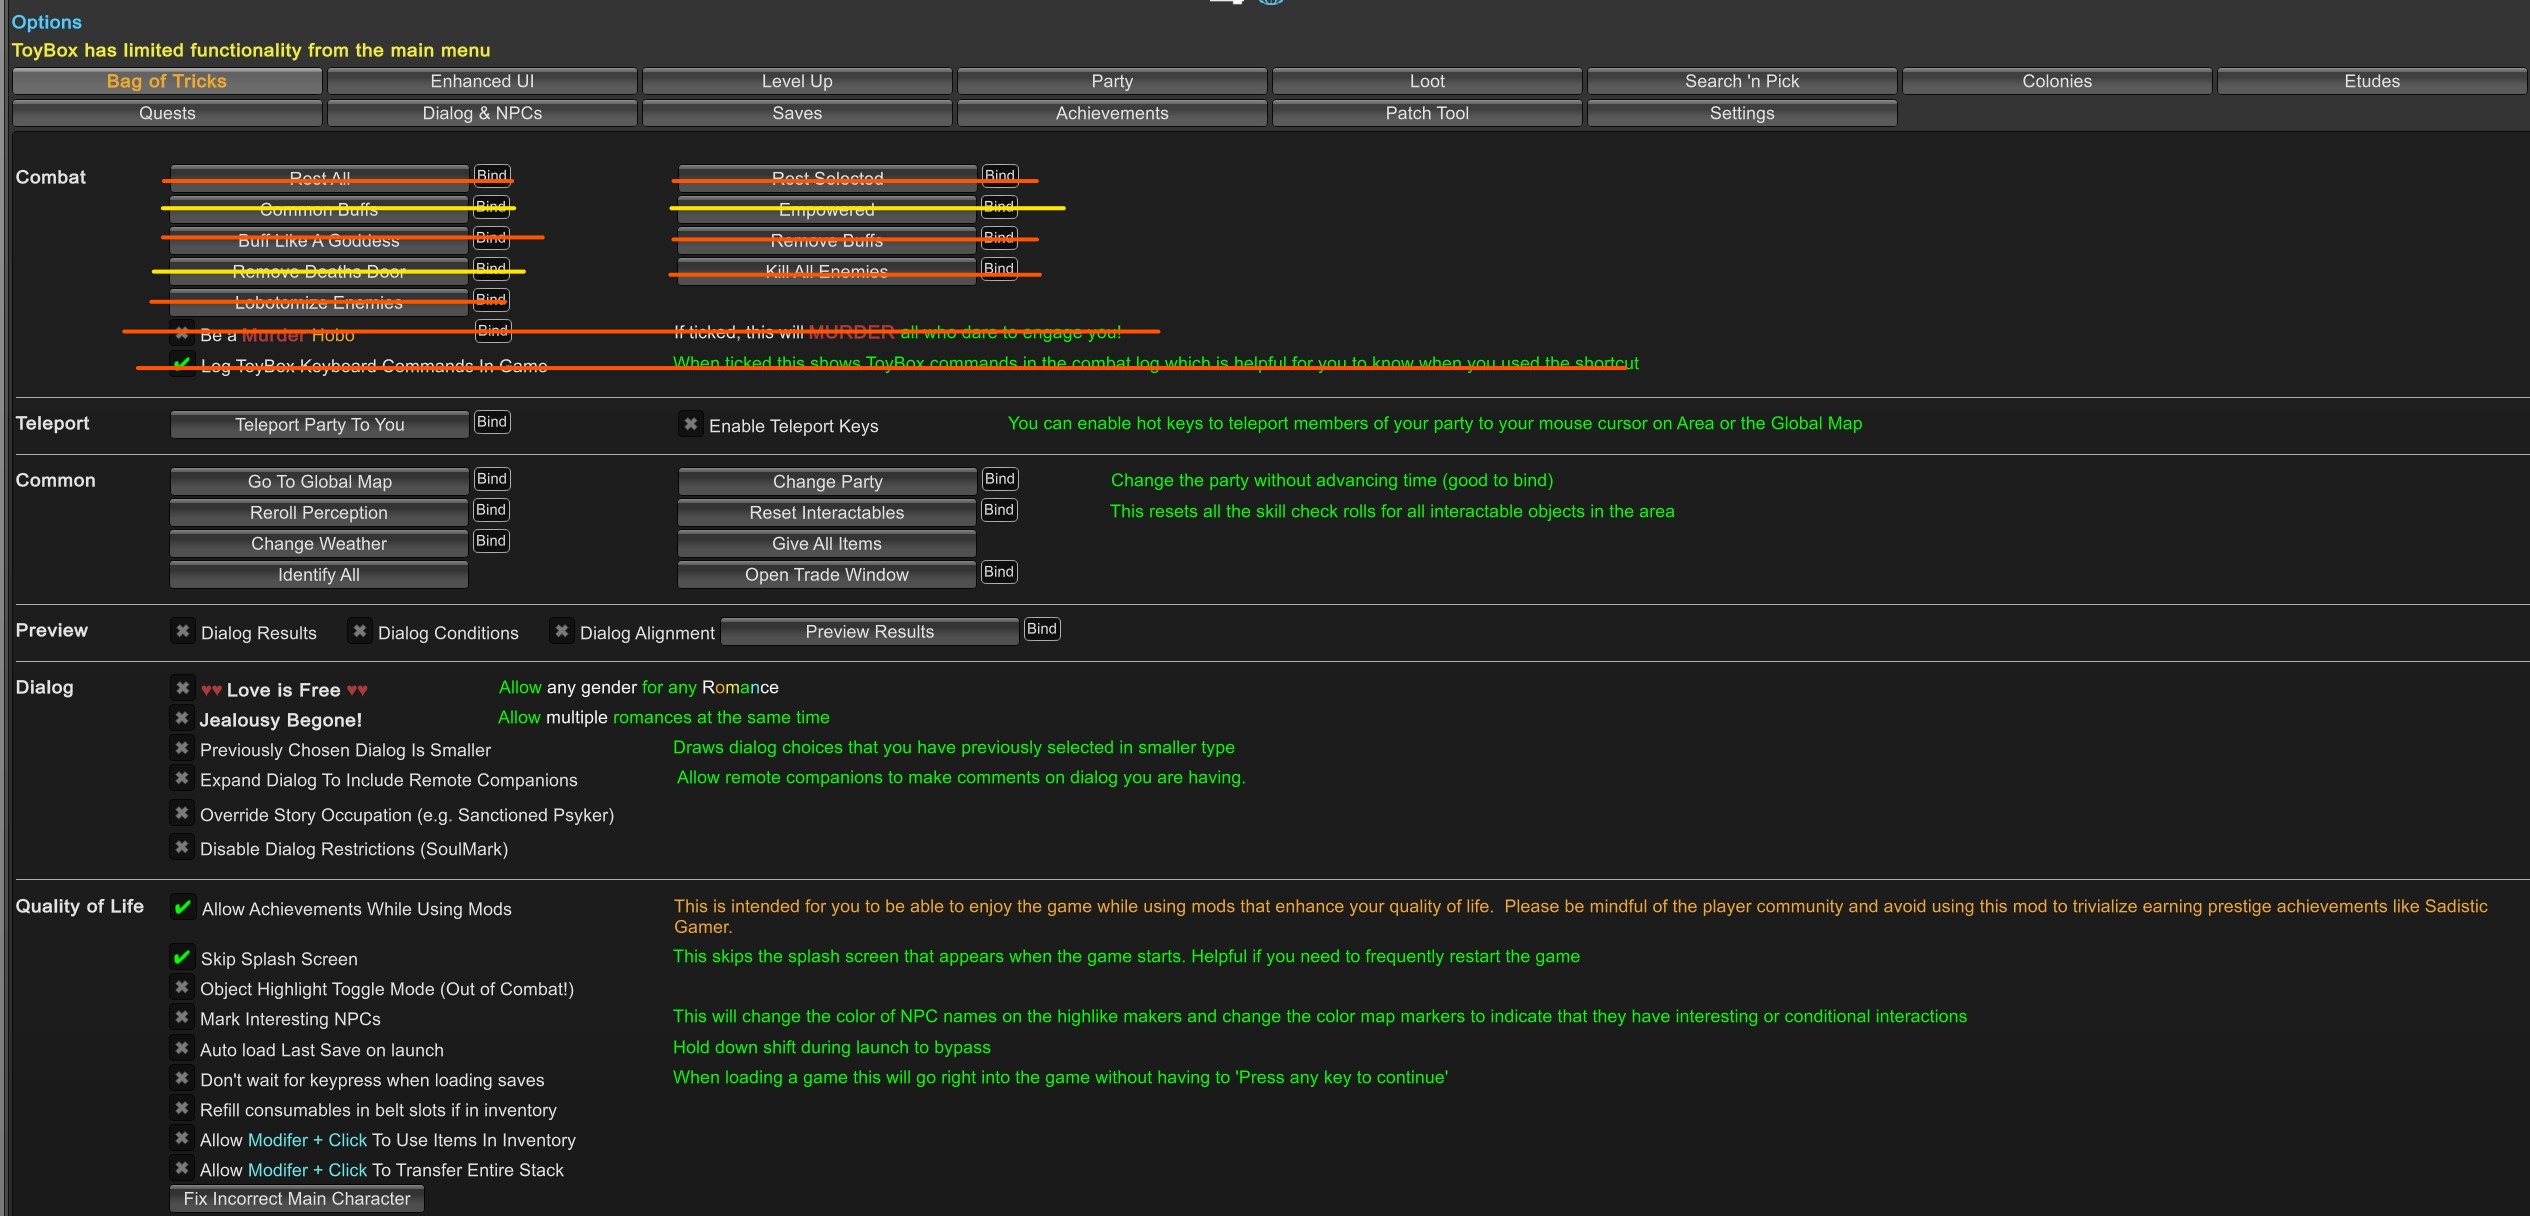 Options
ToyBox has limited functionality from the main menu
Bag of Tricks Enhanced UI Level Up Party Loot Search 'n Pick Colonies Etudes
Quests Dialog & NPCs Saves Achievements Patch Tool Settings
Combat Rest All Bind Rest Selected Bind
Common Buffs Bind Empowered Bind
Buff Like A Goddess Bind Remove Buffs Bind
Remove Deaths Door Bind Kill All Enemies Bind
Lobotomize Enemies Bind
Be a Murder Hobo Bind If ticked, this will MURDER all who dare to engage you!
Log ToyBox Keyboard Commands In Game When ticked this shows ToyBox commands in the combat log which is helpful for you to know when you used the shortcut
Teleport Teleport Party To You Bind Enable Teleport Keys You can enable hot keys to teleport members of your party to your mouse cursor on Area or the Global Map
Common Go To Global Map Bind Change Party Bind Change the party without advancing time (good to bind)
Reroll Perception Bind Reset Interactables Bind This resets all the skill check rolls for all interactable objects in the area
Change Weather Bind Give All Items
Identify All Open Trade Window Bind
Preview Dialog Results Dialog Conditions Dialog Alignment Preview Results Bind
Dialog ♥♥ Love is Free ♥♥ Allow any gender for any Romance
Jealousy Begone! Allow multiple romances at the same time
Previously Chosen Dialog Is Smaller Draws dialog choices that you have previously selected in smaller type
Expand Dialog To Include Remote Companions Allow remote companions to make comments on dialog you are having.
Override Story Occupation (e.g. Sanctioned Psyker)
Disable Dialog Restrictions (SoulMark)
Quality of Life Allow Achievements While Using Mods This is intended for you to be able to enjoy the game while using mods that enhance your quality of life. Please be mindful of the player community and avoid using this mod to trivialize earning prestige achievements like Sadistic
Gamer.
Skip Splash Screen This skips the splash screen that appears when the game starts. Helpful if you need to frequently restart the game
Object Highlight Toggle Mode (Out of Combat!)
Mark Interesting NPCs This will change the color of NPC names on the highlike makers and change the color map markers to indicate that they have interesting or conditional interactions
Auto load Last Save on launch Hold down shift during launch to bypass
Don't wait for keypress when loading saves When loading a game this will go right into the game without having to 'Press any key to continue'
Refill consumables in belt slots if in inventory
Allow Modifer + Click To Use Items In Inventory
Allow Modifer + Click To Transfer Entire Stack
Fix Incorrect Main Character